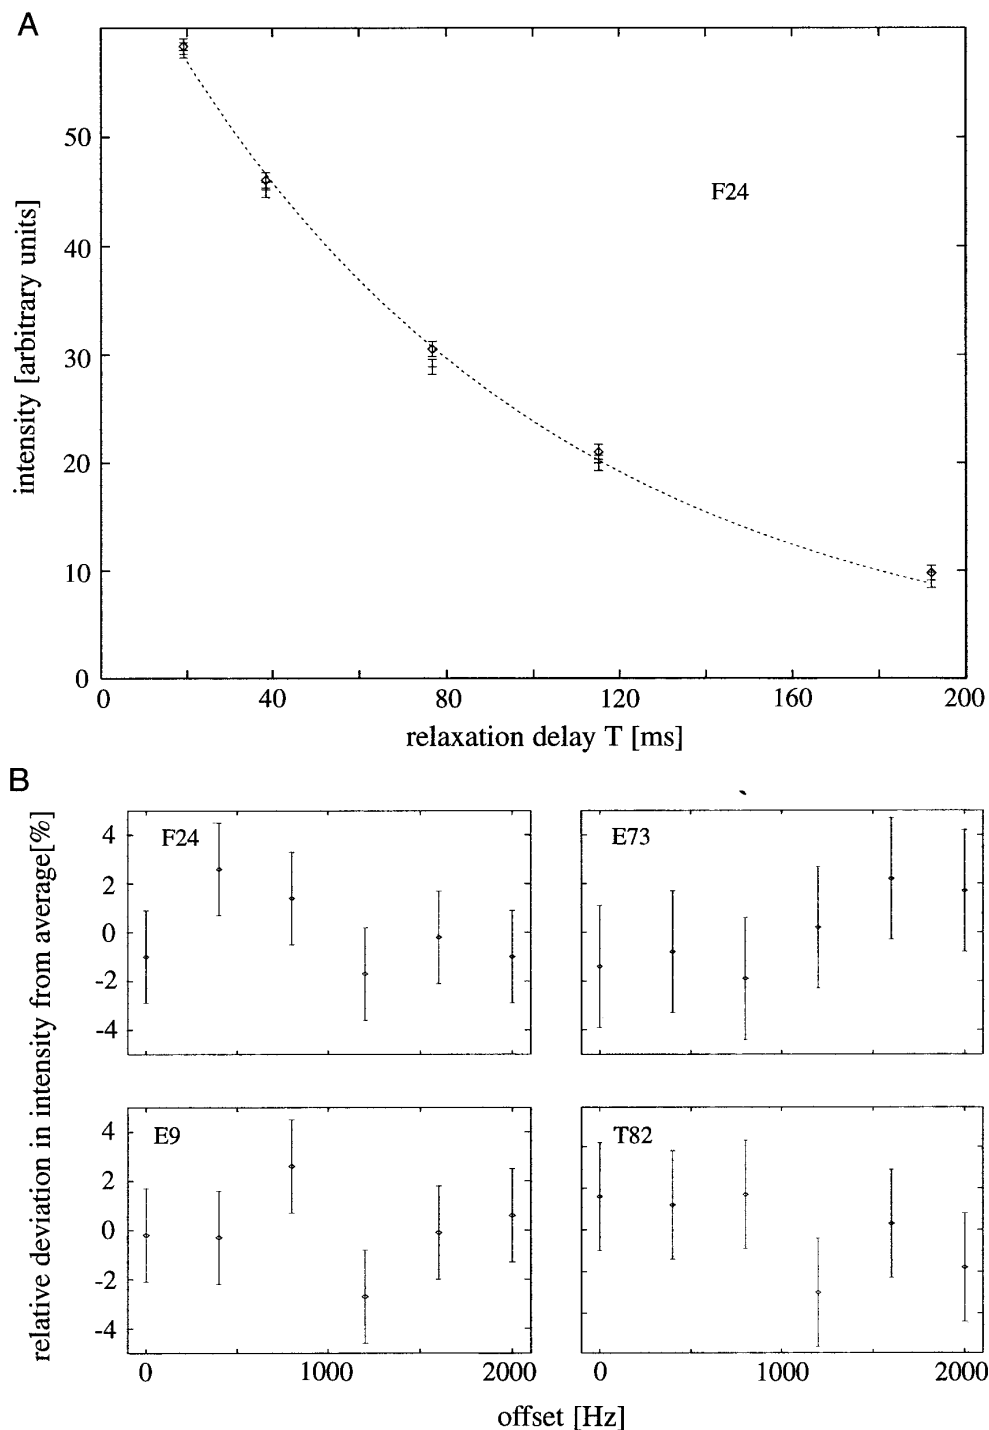 A
50
40
30
20
10
0
intensity [arbitrary units]
F24
0 40 80 120 160 200
relaxation delay T [ms]
B
relative deviation in intensity from average[%]
4
2
0
-2
-4
F24
E73
4
2
0
-2
-4
E9
T82
0 1000 2000
0 1000 2000
offset [Hz]